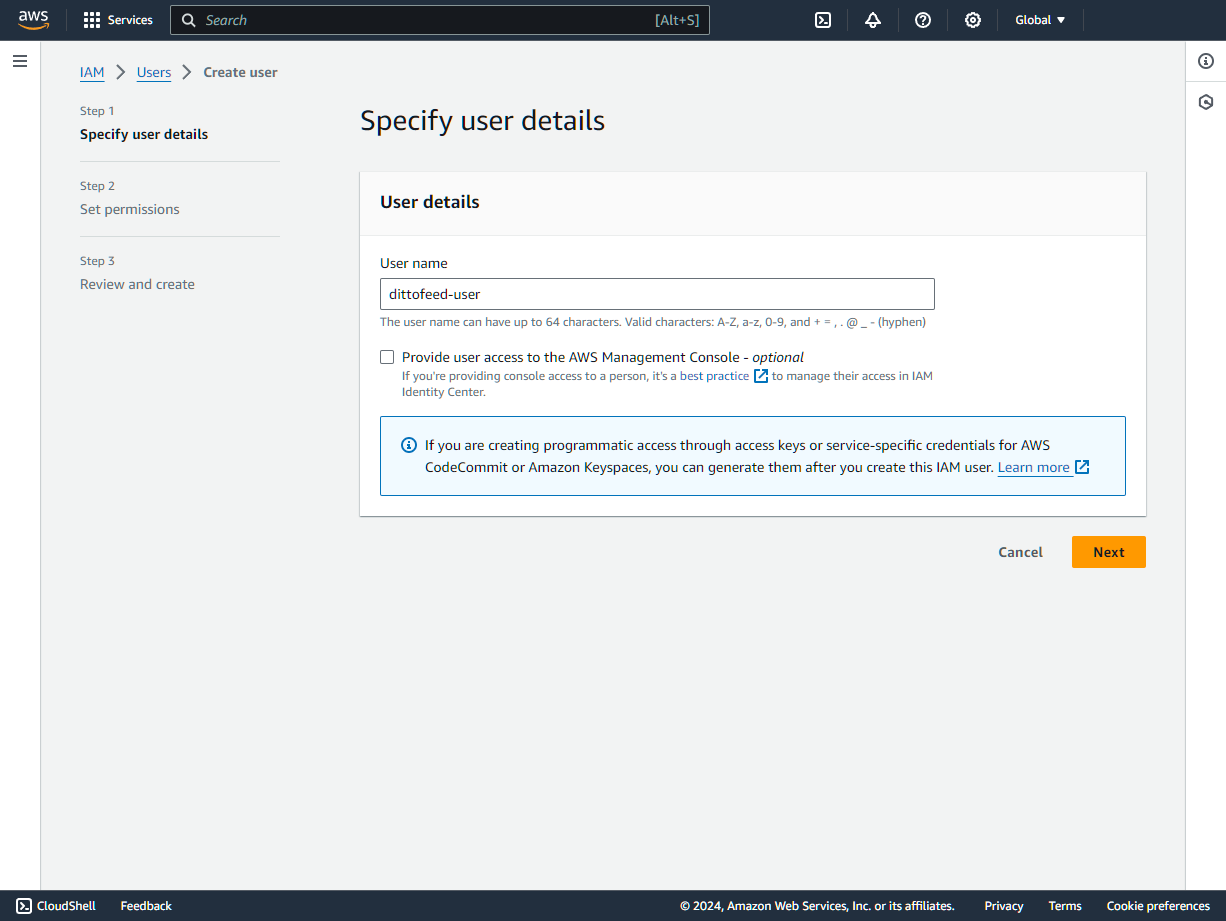 aws
Services
Search
[Alt+S]
Global
IAM
Users
Create user
Step 1
Specify user details
Step 2
Set permissions
Step 3
Review and create
Specify user details
User details
User name
dittofeed-user
The user name can have up to 64 characters. Valid characters: A-Z, a-z, 0-9, and + = , . @ _ - (hyphen)
Provide user access to the AWS Management Console - optional
If you're providing console access to a person, it's a best practice to manage their access in IAM
Identity Center.
If you are creating programmatic access through access keys or service-specific credentials for AWS
CodeCommit or Amazon Keyspaces, you can generate them after you create this IAM user. Learn more
Cancel
Next
CloudShell
Feedback
© 2024, Amazon Web Services, Inc. or its affiliates.
Privacy
Terms
Cookie preferences